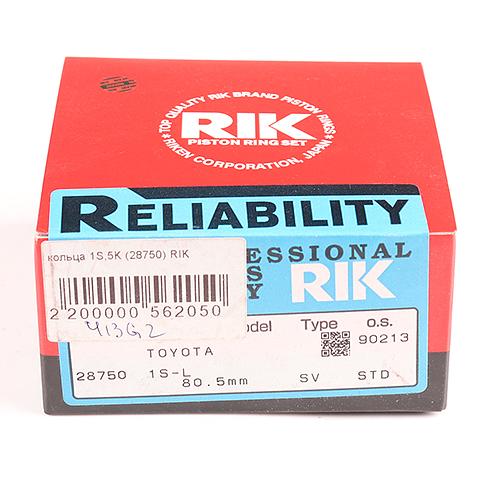 TOP QUALITY RIK BRAND PISTON RINGS
RIK
PISTON RING SET
RIKEN CORPORATION, JAPAN
RELIABILITY
кольца 1S,5K (28750) RIK
ESSIONAL
S
Y RIK
2 200000 562050
413G2
odel Type O.S.
90213
TOYOTA
28750 1S-L
80.5mm SV STD